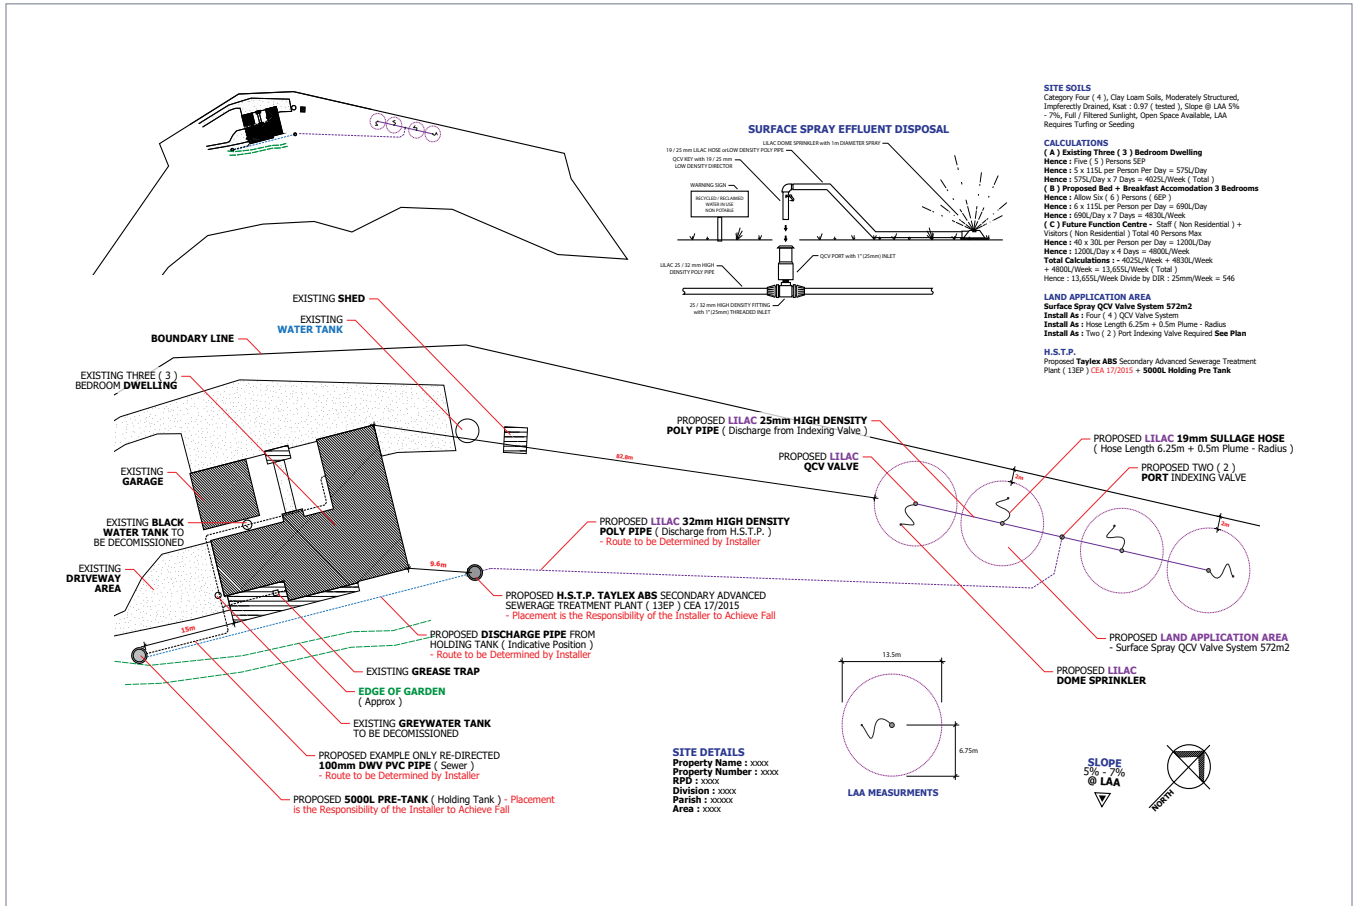 SITE SOILS
Category Four ( 4 ), Clay Loam Soils, Moderately Structured,
Imperfectly Drained, Ksat : 0.97 ( tested ), Slope @ LAA 5%
- 7%, Full / Filtered Sunlight, Open Space Available, LAA
Requires Turfing or Seeding
CALCULATIONS
( A ) Existing Three ( 3 ) Bedroom Dwelling
Hence : Five ( 5 ) Persons 5EP
Hence : 5 x 115L per Person Per Day = 575L/Day
Hence : 575L/Day x 7 Days = 4025L/Week ( Total )
( B ) Proposed Bed + Breakfast Accomodation 3 Bedrooms
Hence : Allow Six ( 6 ) Persons ( 6EP )
Hence : 6 x 115L per Person per Day = 690L/Day
Hence : 690L/Day x 7 Days = 4830L/Week
( C ) Future Function Centre - Staff ( Non Residential ) +
Visitors ( Non Residential ) Total 40 Persons Max
Hence : 40 x 30L per Person per Day = 1200L/Day
Hence : 1200L/Day x 4 Days = 4800L/Week
Total Calculations : - 4025L/Week + 4830L/Week
+ 4800L/Week = 13,655L/Week ( Total )
Hence : 13,655L/Week Divide by DIR : 25mm/Week = 546
LAND APPLICATION AREA
Surface Spray QCV Valve System 572m2
Install As : Four ( 4 ) QCV Valve System
Install As : Hose Length 6.25m + 0.5m Plume - Radius
Install As : Two ( 2 ) Port Indexing Valve Required See Plan
H.S.T.P.
Proposed Taylex ABS Secondary Advanced Sewerage Treatment
Plant ( 13EP ) CEA 17/2015 + 5000L Holding Pre Tank
SURFACE SPRAY EFFLUENT DISPOSAL
LILAC DOME SPRINKLER with 1m DIAMETER SPRAY
19 / 25 mm LILAC HOSE or LOW DENSITY POLY PIPE
QCV KEY with 19 / 25 mm
LOW DENSITY DIRECTOR
WARNING SIGN
RECYCLED / RECLAIMED
WATER IN USE
NON POTABLE
QCV PORT with 1" (25mm) INLET
LILAC 25 / 32 mm HIGH
DENSITY POLY PIPE
25 / 32 mm HIGH DENSITY FITTING
with 1" (25mm) THREADED INLET
EXISTING SHED
EXISTING
WATER TANK
BOUNDARY LINE
EXISTING THREE ( 3 )
BEDROOM DWELLING
EXISTING
GARAGE
EXISTING BLACK
WATER TANK TO
BE DECOMISSIONED
EXISTING
DRIVEWAY
AREA
82.8m
9.6m
15m
2m
2m
PROPOSED LILAC 25mm HIGH DENSITY
POLY PIPE ( Discharge from Indexing Valve )
PROPOSED LILAC
QCV VALVE
PROPOSED LILAC 19mm SULLAGE HOSE
( Hose Length 6.25m + 0.5m Plume - Radius )
PROPOSED TWO ( 2 )
PORT INDEXING VALVE
PROPOSED LILAC 32mm HIGH DENSITY
POLY PIPE ( Discharge from H.S.T.P. )
- Route to be Determined by Installer
PROPOSED H.S.T.P. TAYLEX ABS SECONDARY ADVANCED
SEWERAGE TREATMENT PLANT ( 13EP ) CEA 17/2015
- Placement is the Responsibility of the Installer to Achieve Fall
PROPOSED DISCHARGE PIPE FROM
HOLDING TANK ( Indicative Position )
- Route to be Determined by Installer
EXISTING GREASE TRAP
EDGE OF GARDEN
( Approx )
EXISTING GREYWATER TANK
TO BE DECOMISSIONED
PROPOSED EXAMPLE ONLY RE-DIRECTED
100mm DWV PVC PIPE ( Sewer )
- Route to be Determined by Installer
PROPOSED 5000L PRE-TANK ( Holding Tank ) - Placement
is the Responsibility of the Installer to Achieve Fall
PROPOSED LAND APPLICATION AREA
- Surface Spray QCV Valve System 572m2
PROPOSED LILAC
DOME SPRINKLER
13.5m
6.75m
LAA MEASURMENTS
SITE DETAILS
Property Name : xxxx
Property Number : xxxx
RPD : xxxx
Division : xxxx
Parish : xxxxx
Area : xxxx
SLOPE
5% - 7%
@ LAA
NORTH